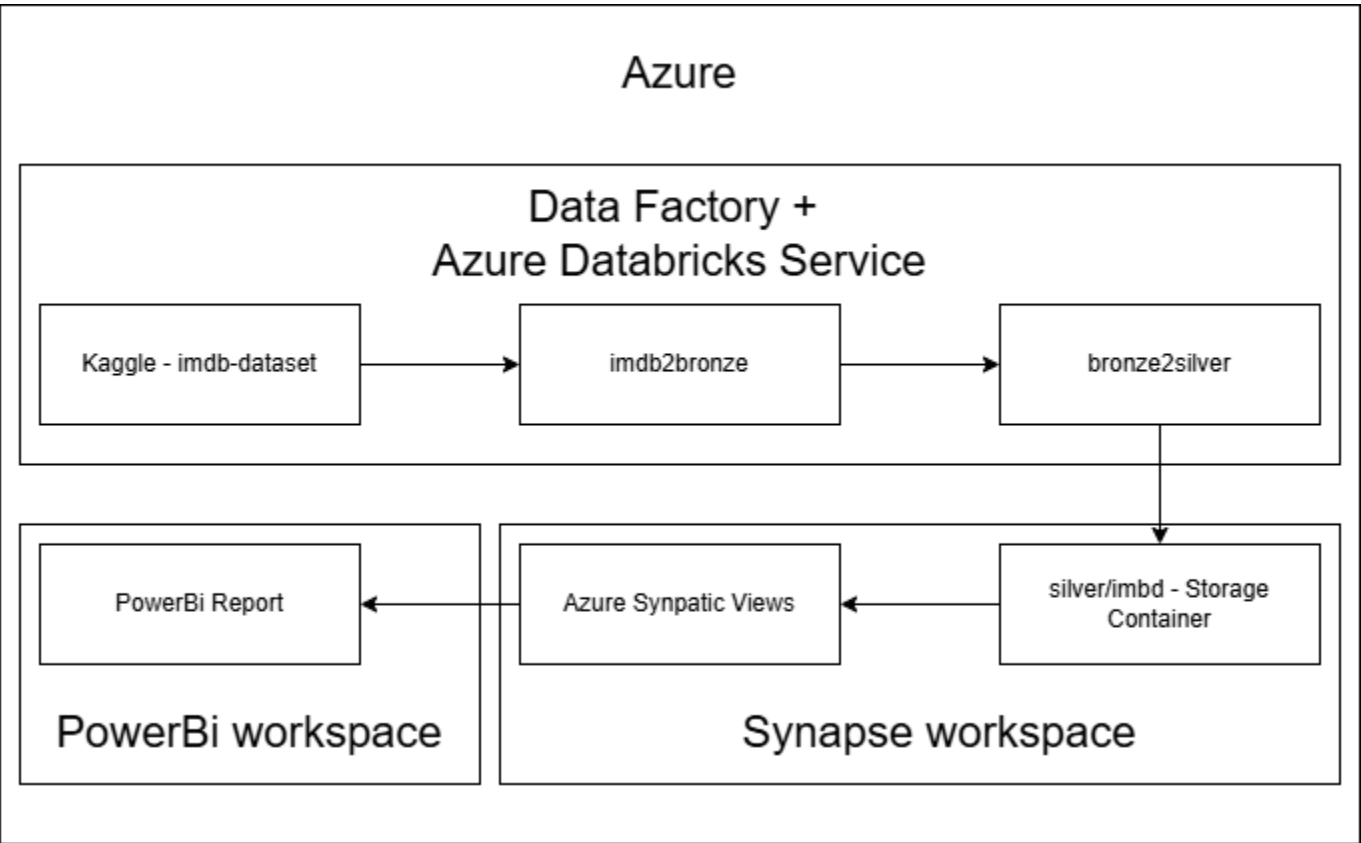 Azure
Data Factory +
Azure Databricks Service
Kaggle - imdb-dataset
imdb2bronze
bronze2silver
PowerBi Report
Azure Synpatic Views
silver/imbd - Storage
Container
PowerBi workspace
Synapse workspace